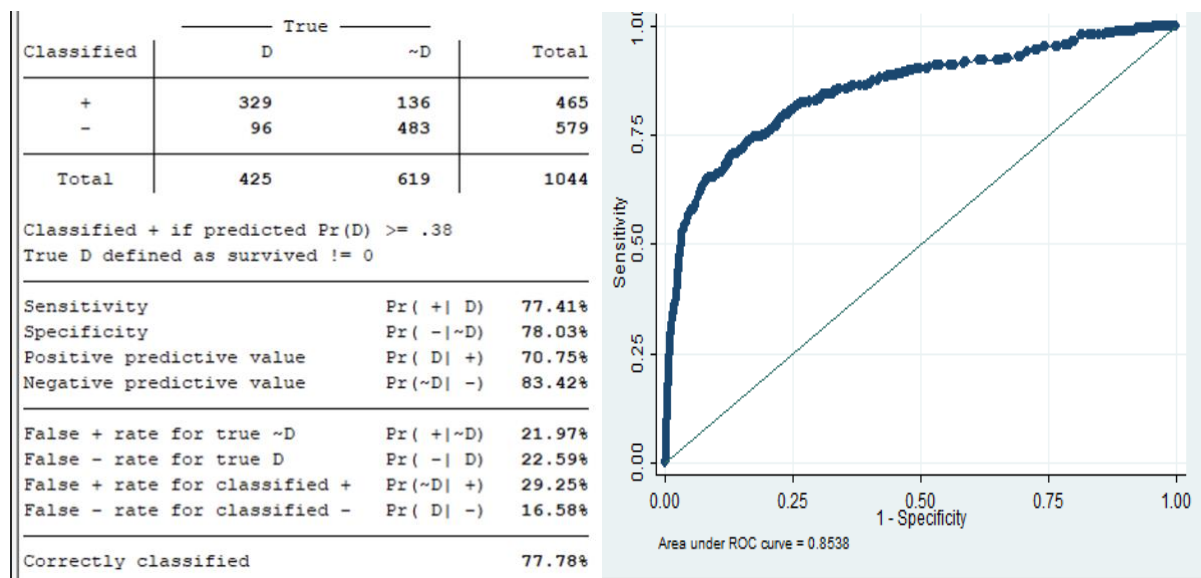 True
Classified D ~D Total
+ 329 136 465
- 96 483 579
Total 425 619 1044
Classified + if predicted Pr(D) >= .38
True D defined as survived != 0
Sensitivity Pr( +| D) 77.41%
Specificity Pr( -|~D) 78.03%
Positive predictive value Pr( D| +) 70.75%
Negative predictive value Pr(~D| -) 83.42%
False + rate for true ~D Pr( +|~D) 21.97%
False - rate for true D Pr( -| D) 22.59%
False + rate for classified + Pr(~D| +) 29.25%
False - rate for classified - Pr( D| -) 16.58%
Correctly classified 77.78%
1.00
0.75
0.50
0.25
0.00
Sensitivity
0.00 0.25 0.50 0.75 1.00
1 - Specificity
Area under ROC curve = 0.8538